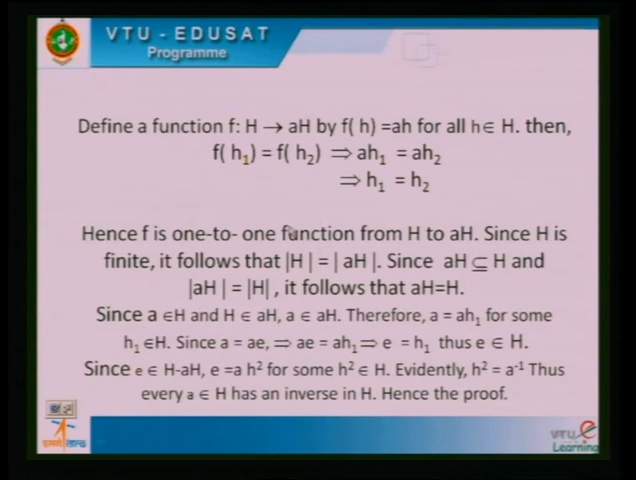 VTU - EDUSAT
Programme
Define a function f: H → aH by f( h) =ah for all h∈ H. then,
f( h₁) = f( h₂) ⇒ ah₁ = ah₂
⇒ h₁ = h₂
Hence f is one-to- one function from H to aH. Since H is
finite, it follows that |H | = | aH |. Since aH ⊆ H and
|aH | = |H| , it follows that aH=H.
Since a ∈H and H ∈ aH, a ∈ aH. Therefore, a = ah₁ for some
h₁ ∈H. Since a = ae, ⇒ ae = ah₁⇒ e = h₁ thus e ∈ H.
Since e ∈ H-aH, e =a h² for some h² ∈ H. Evidently, h² = a⁻¹ Thus
every a ∈ H has an inverse in H. Hence the proof.
VTU e
Learning